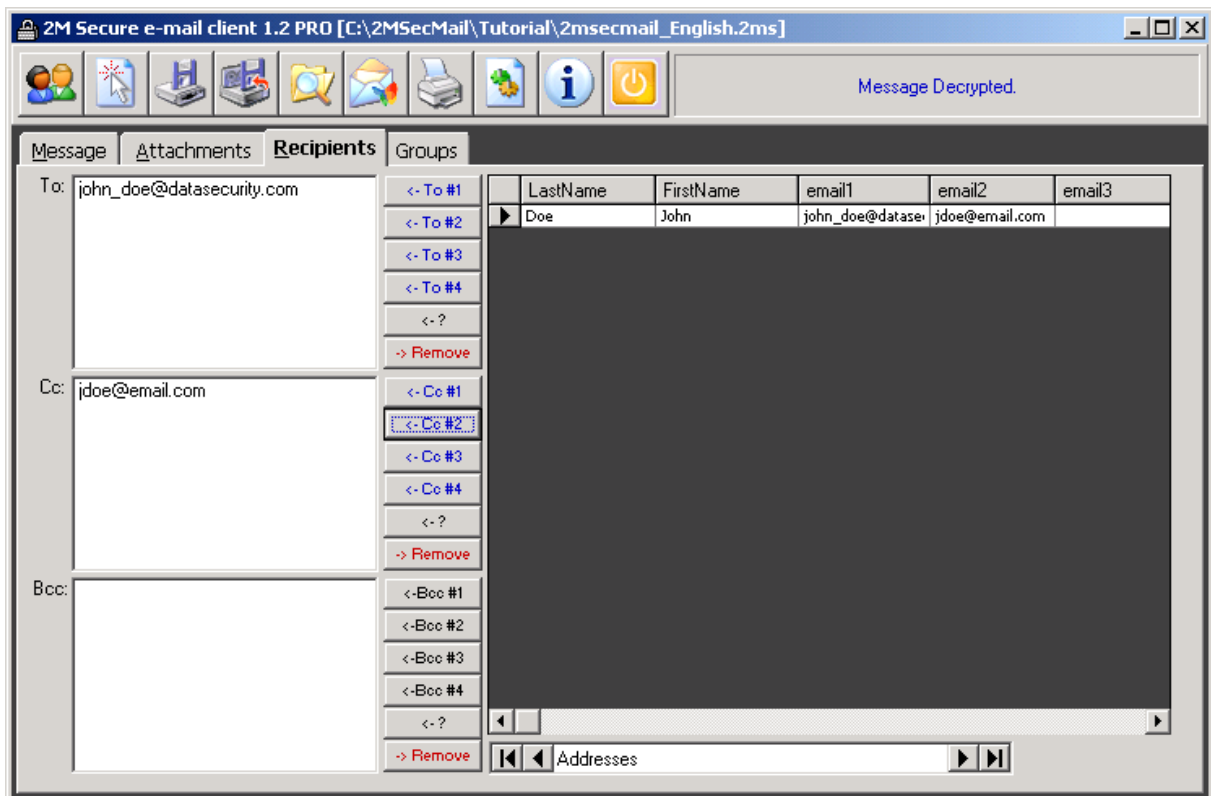 2M Secure e-mail client 1.2 PRO [C:\2MSecMail\Tutorial\2msecmail_English.2ms]
Message Decrypted.
Message Attachments Recipients Groups
To: john_doe@datasecurity.com
<- To #1
<- To #2
<- To #3
<- To #4
<- ?
-> Remove
LastName FirstName email1 email2 email3
Doe John john_doe@datase jdoe@email.com
Cc: jdoe@email.com
<- Cc #1
<- Cc #2
<- Cc #3
<- Cc #4
<- ?
-> Remove
Bcc:
<-Bcc #1
<-Bcc #2
<-Bcc #3
<-Bcc #4
<- ?
-> Remove
Addresses